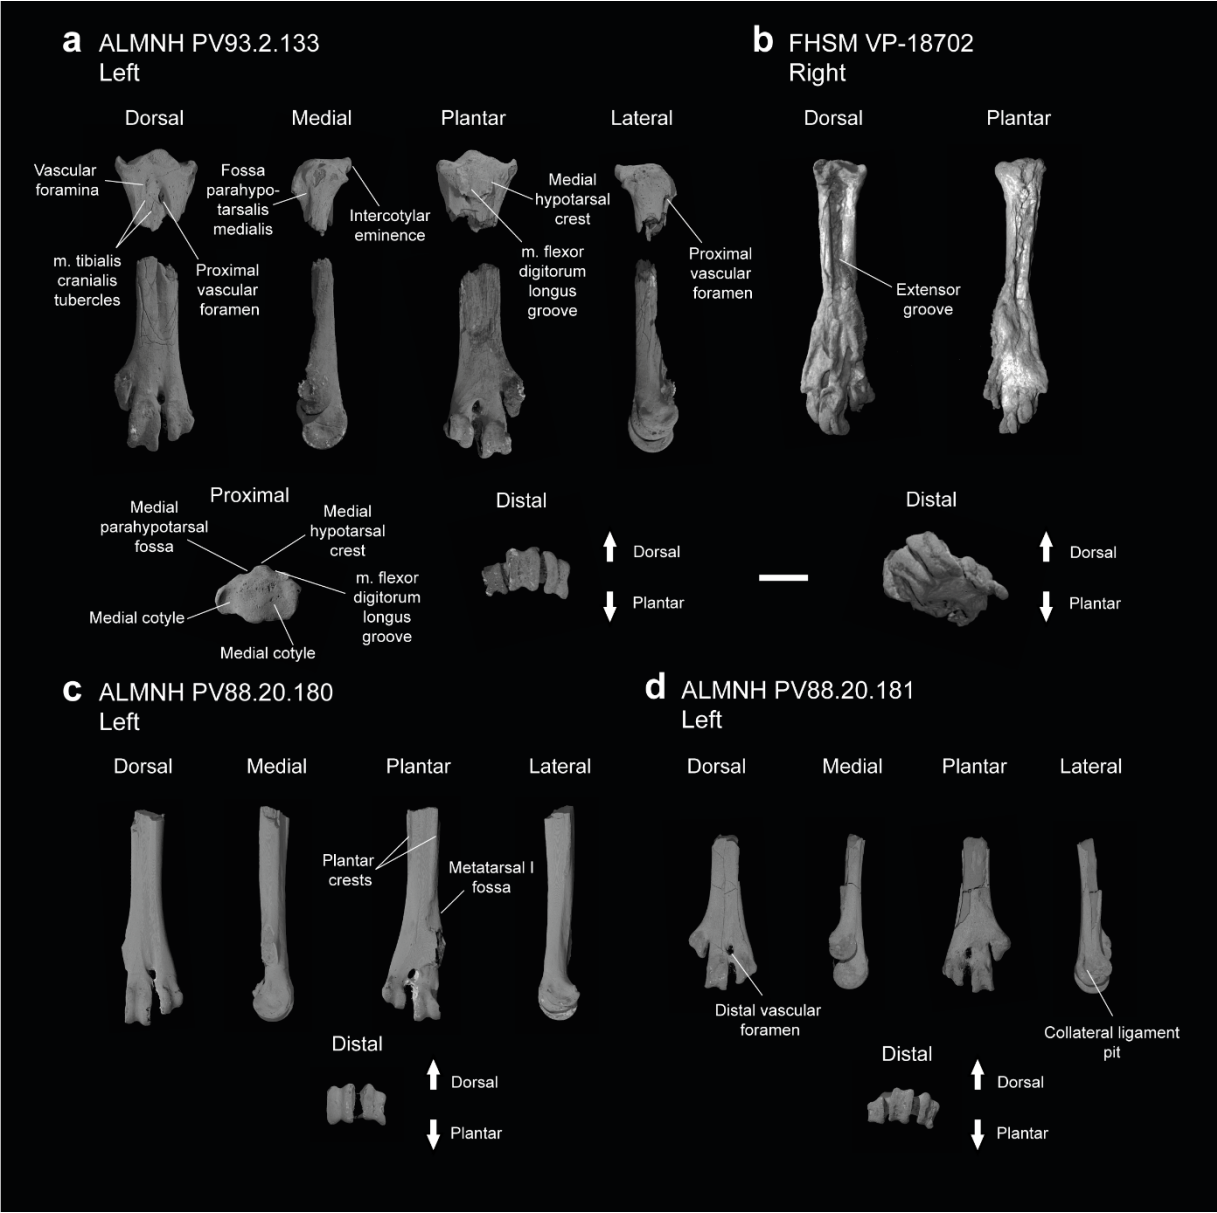 a ALMNH PV93.2.133
Left
b FHSM VP-18702
Right
Dorsal
Medial
Plantar
Lateral
Dorsal
Plantar
Vascular
foramina
Fossa
parahypo-
tarsalis
medialis
Medial
hypotarsal
crest
Intercotylar
eminence
m. tibialis
cranialis
tubercles
Proximal
vascular
foramen
m. flexor
digitorum
longus
groove
Proximal
vascular
foramen
Extensor
groove
Proximal
Medial
parahypotarsal
fossa
Medial
hypotarsal
crest
m. flexor
digitorum
longus
groove
Medial cotyle
Medial cotyle
Distal
Dorsal
Plantar
Distal
Dorsal
Plantar
c ALMNH PV88.20.180
Left
d ALMNH PV88.20.181
Left
Dorsal
Medial
Plantar
Lateral
Dorsal
Medial
Plantar
Lateral
Plantar
crests
Metatarsal I
fossa
Distal vascular
foramen
Collateral ligament
pit
Distal
Dorsal
Plantar
Distal
Dorsal
Plantar